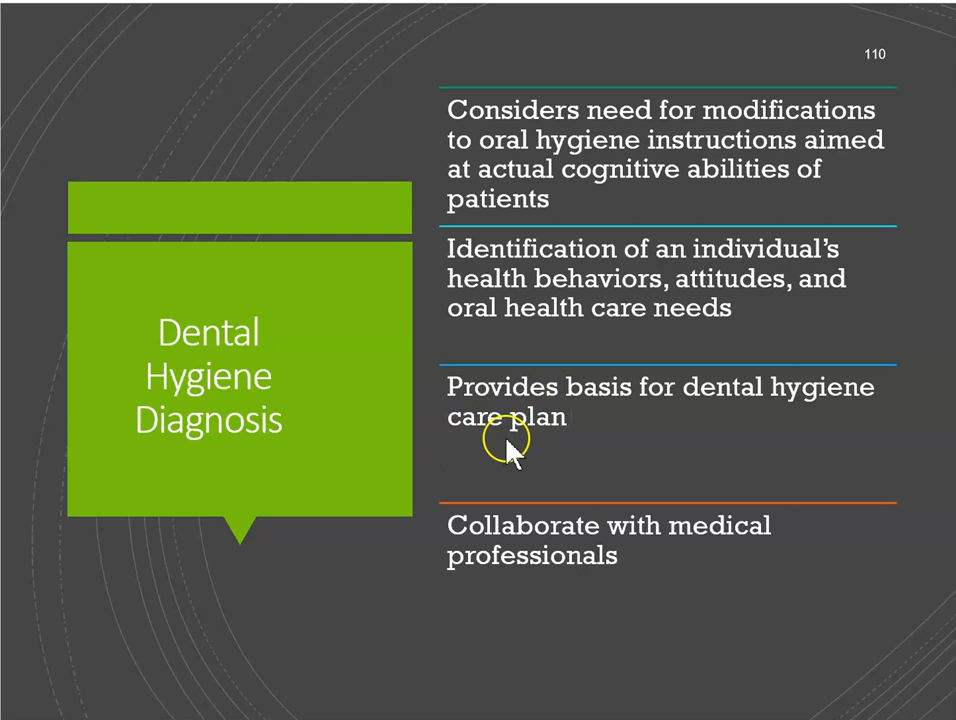 110
Dental
Hygiene
Diagnosis
Considers need for modifications
to oral hygiene instructions aimed
at actual cognitive abilities of
patients
Identification of an individual’s
health behaviors, attitudes, and
oral health care needs
Provides basis for dental hygiene
care plan
Collaborate with medical
professionals